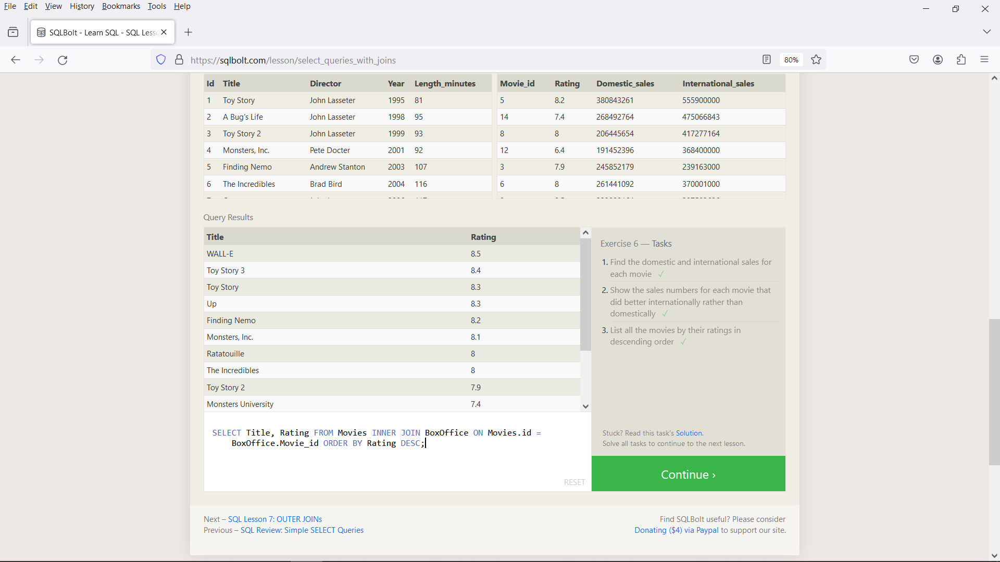 File Edit View History Bookmarks Tools Help
SQLBolt - Learn SQL - SQL Less
https://sqlbolt.com/lesson/select_queries_with_joins 80%
Id Title Director Year Length_minutes Movie_id Rating Domestic_sales International_sales
1 Toy Story John Lasseter 1995 81 5 8.2 380843261 555900000
2 A Bug's Life John Lasseter 1998 95 14 7.4 268492764 475066843
3 Toy Story 2 John Lasseter 1999 93 8 8 206445654 417277164
4 Monsters, Inc. Pete Docter 2001 92 12 6.4 191452396 368400000
5 Finding Nemo Andrew Stanton 2003 107 3 7.9 245852179 239163000
6 The Incredibles Brad Bird 2004 116 6 8 261441092 370001000
Query Results
Title Rating
WALL-E 8.5
Toy Story 3 8.4
Toy Story 8.3
Up 8.3
Finding Nemo 8.2
Monsters, Inc. 8.1
Ratatouille 8
The Incredibles 8
Toy Story 2 7.9
Monsters University 7.4
Exercise 6 — Tasks
1. Find the domestic and international sales for
each movie ✓
2. Show the sales numbers for each movie that
did better internationally rather than
domestically ✓
3. List all the movies by their ratings in
descending order ✓
SELECT Title, Rating FROM Movies INNER JOIN BoxOffice ON Movies.id =
BoxOffice.Movie_id ORDER BY Rating DESC;
RESET
Stuck? Read this task's Solution.
Solve all tasks to continue to the next lesson.
Continue ›
Next – SQL Lesson 7: OUTER JOINs
Previous – SQL Review: Simple SELECT Queries
Find SQLBolt useful? Please consider
Donating ($4) via Paypal to support our site.